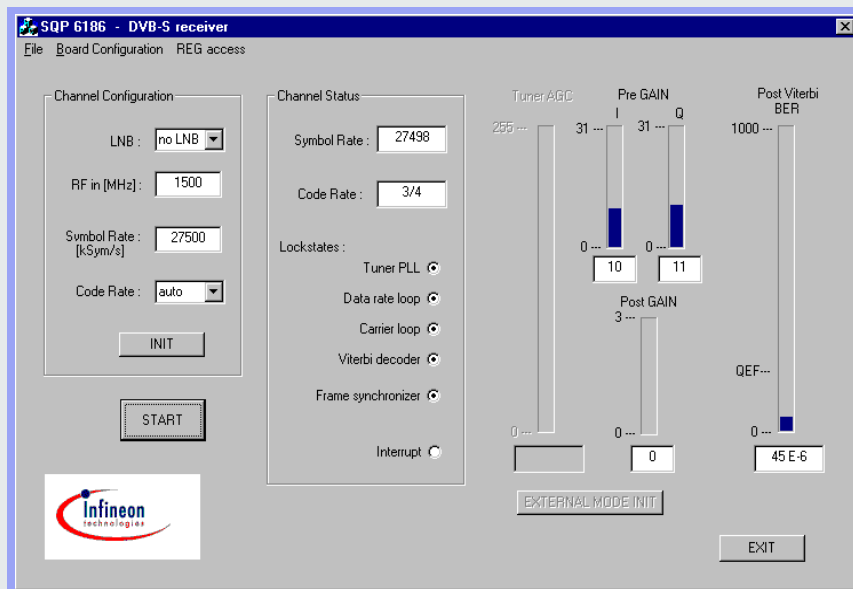 SQP 6186 - DVB-S receiver
File Board Configuration REG access
Channel Configuration
LNB : no LNB
RF in [MHz] : 1500
Symbol Rate : 27500
[kSym/s]
Code Rate : auto
INIT
START
Infineon
technologies
Channel Status
Symbol Rate : 27498
Code Rate : 3/4
Lockstates :
Tuner PLL
Data rate loop
Carrier loop
Viterbi decoder
Frame synchronizer
Interrupt
Tuner AGC
255 ---
0 ---
EXTERNAL MODE INIT
Pre GAIN
I Q
31 --- 31 ---
0 --- 0 ---
10 11
Post GAIN
3 ---
0 ---
0
Post Viterbi
BER
1000 ---
QEF---
0 ---
45 E-6
EXIT